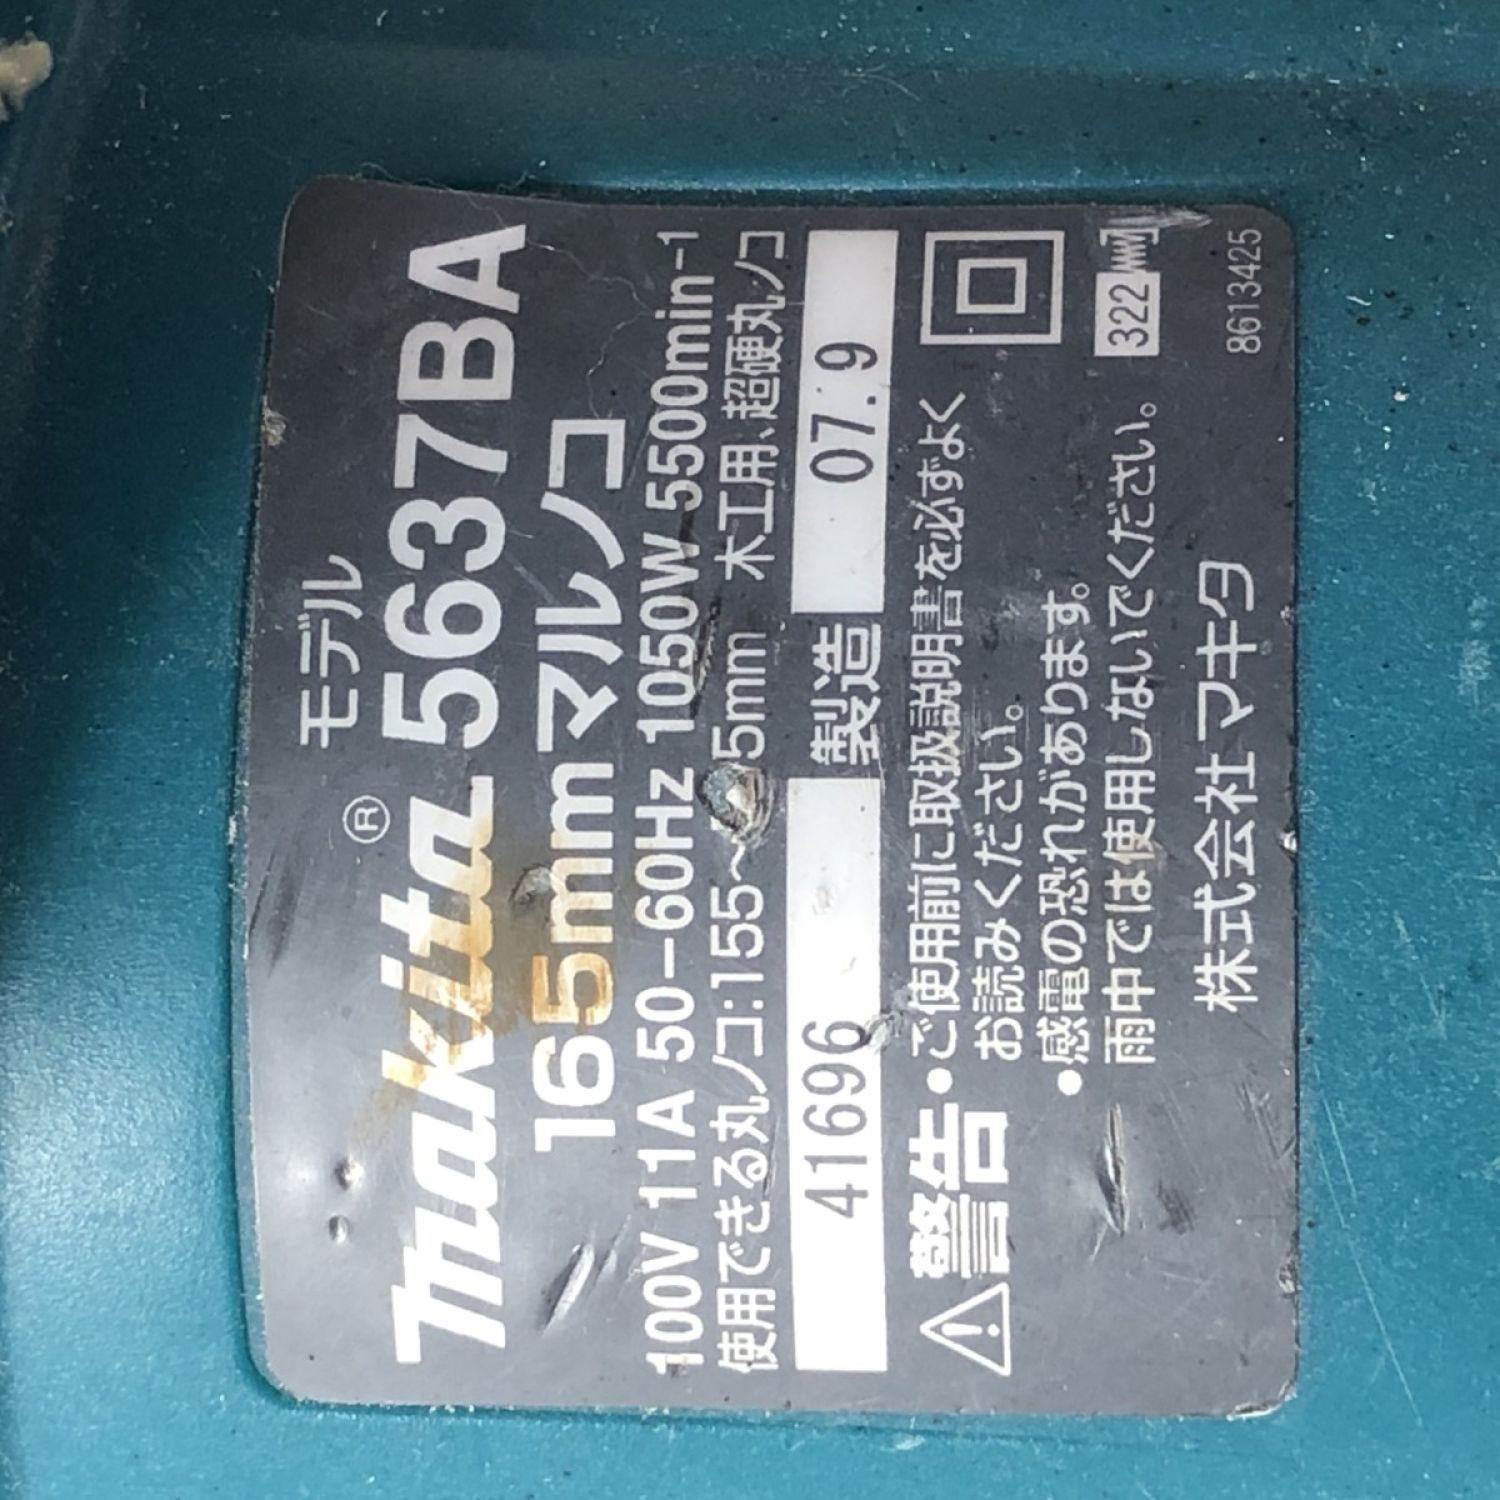 モデル
makita® 5637BA
165mmマルノコ
100V 11A 50-60Hz 1050W 5500min⁻¹
使用できる丸ノコ:155~ 5mm 木工用、超硬丸ノコ
41696 製造 07.9
警告 •ご使用前に取扱説明書を必ずよく
お読みください。
•感電の恐れがあります。
雨中では使用しないでください。
322
株式会社マキタ
8613425